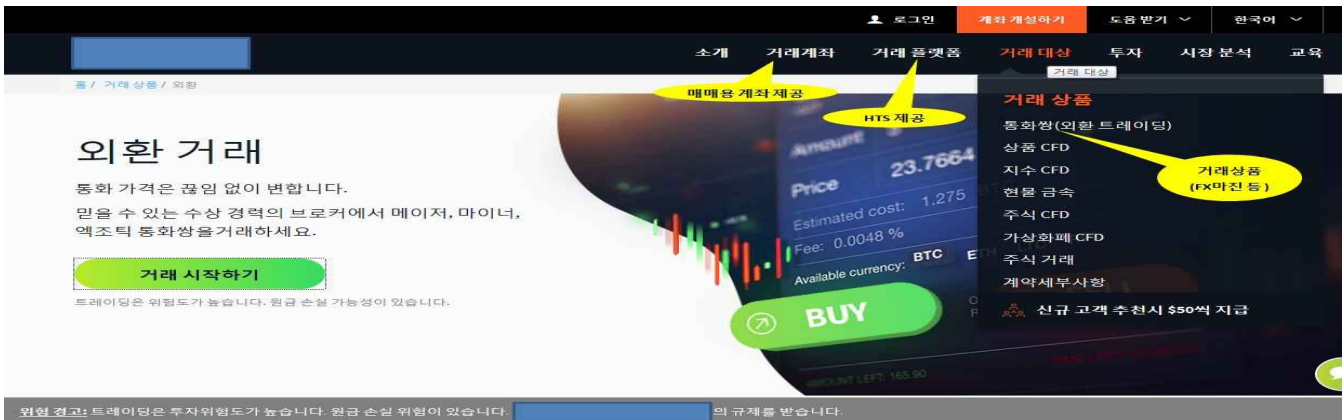 로그인 계좌 개설하기 도움 받기 한국어
소개 거래계좌 거래 플랫폼 거래 대상 투자 시장 분석 교육
거래 대상
홈 / 거래 상품 / 외환
매매용 계좌 제공
HTS 제공
거래 상품
통화쌍(외환 트레이딩)
상품 CFD
지수 CFD
현물 금속
주식 CFD
가상화폐 CFD
주식 거래
계약세부사항
신규 고객 추천시 $50씩 지급
거래상품
(FX마진 등)
외환 거래
통화 가격은 끊임 없이 변합니다.
믿을 수 있는 수상 경력의 브로커에서 메이저, 마이너,
엑조틱 통화쌍을거래하세요.
거래 시작하기
트레이딩은 위험도가 높습니다. 원금 손실 가능성이 있습니다.
Amount
Price 23.7664
Estimated cost: 1.275
Fee: 0.0048 %
Available currency: BTC
BUY
AMOUNT LEFT: 165.90
위험 경고: 트레이딩은 투자위험도가 높습니다. 원금 손실 위험이 있습니다. 의 규제를 받습니다.